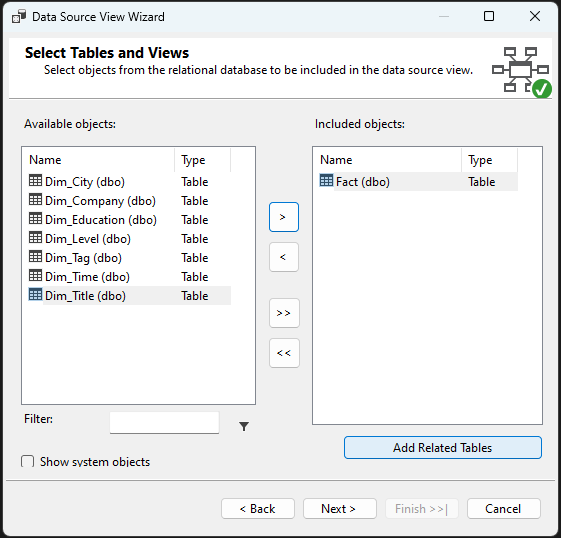 Data Source View Wizard
Select Tables and Views
Select objects from the relational database to be included in the data source view.
Available objects:
Name Type
Dim_City (dbo) Table
Dim_Company (dbo) Table
Dim_Education (dbo) Table
Dim_Level (dbo) Table
Dim_Tag (dbo) Table
Dim_Time (dbo) Table
Dim_Title (dbo) Table
>
<
>>
<<
Included objects:
Name Type
Fact (dbo) Table
Filter:
Add Related Tables
Show system objects
< Back Next > Finish >>| Cancel